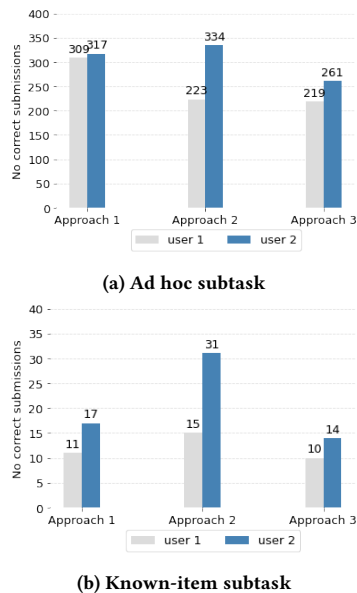 400
350
300
250
200
150
100
50
0
No correct submissions
309
317
223
334
219
261
Approach 1
Approach 2
Approach 3
user 1
user 2
(a) Ad hoc subtask
40
35
30
25
20
15
10
5
0
No correct submissions
11
17
15
31
10
14
Approach 1
Approach 2
Approach 3
user 1
user 2
(b) Known-item subtask